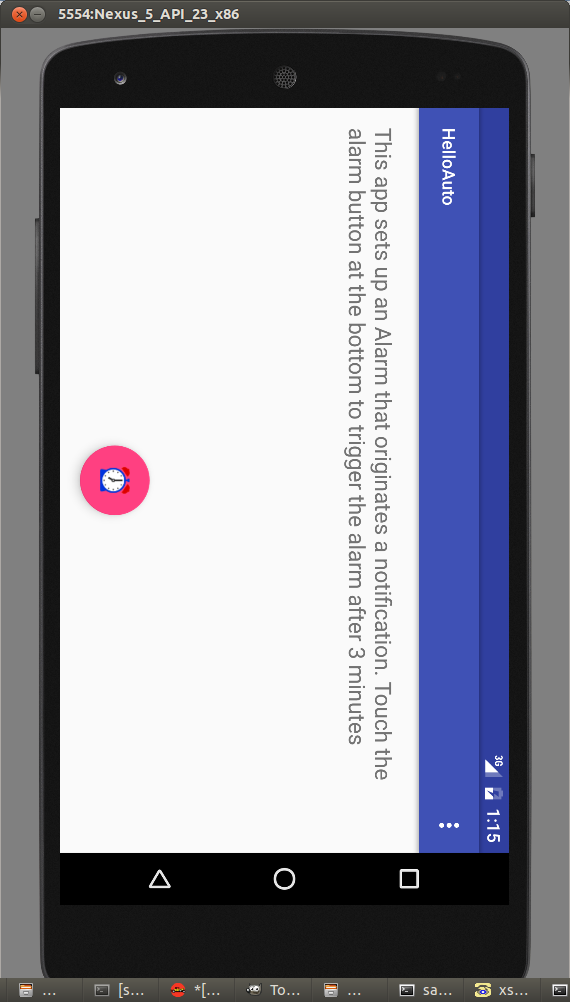 5554:Nexus_5_API_23_x86
3G
1:15
HelloAuto
This app sets up an Alarm that originates a notification. Touch the
alarm button at the bottom to trigger the alarm after 3 minutes
...
[s...
*[...
To...
...
sa...
xs...